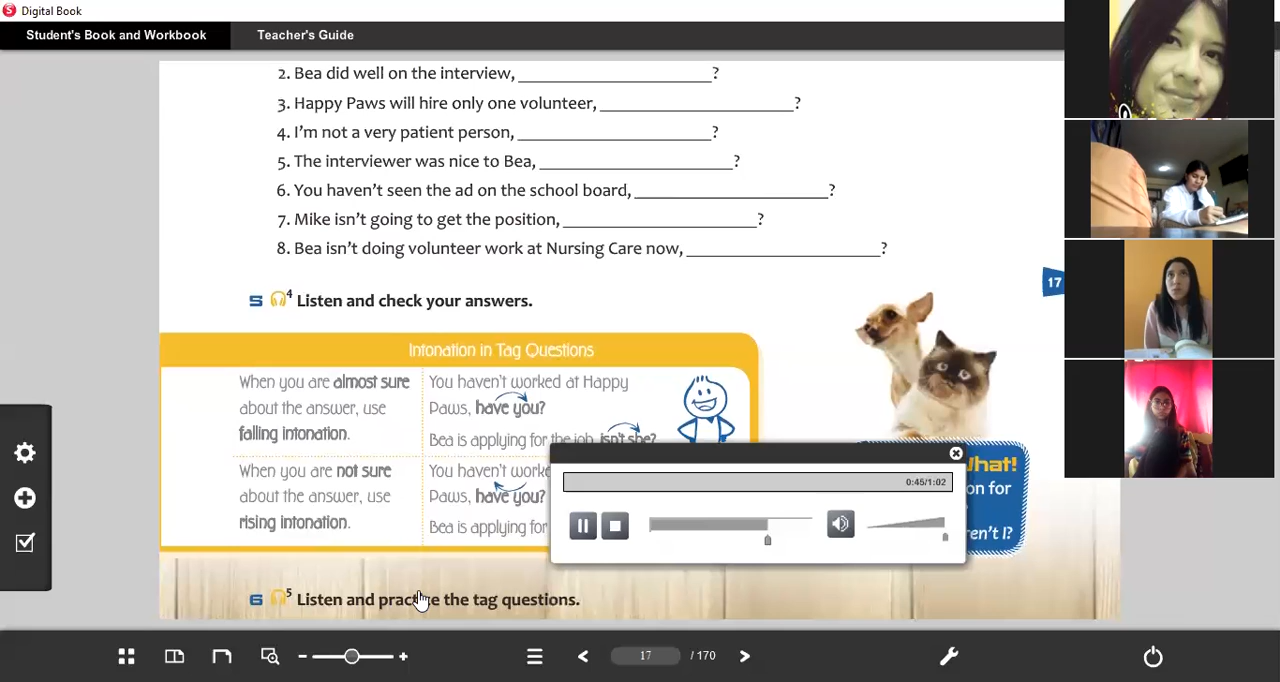 Digital Book
Student's Book and Workbook
Teacher's Guide
2. Bea did well on the interview, ____________________?
3. Happy Paws will hire only one volunteer, ____________________?
4. I'm not a very patient person, ____________________?
5. The interviewer was nice to Bea, ____________________?
6. You haven't seen the ad on the school board, ____________________?
7. Mike isn't going to get the position, ____________________?
8. Bea isn't doing volunteer work at Nursing Care now, ____________________?
17
5 4 Listen and check your answers.
Intonation in Tag Questions
When you are almost sure
about the answer, use
falling intonation.
You haven't worked at Happy
Paws, have you?
Bea is applying for the job, isn't she?
When you are not sure
about the answer, use
rising intonation.
You haven't
Paws, have you?
Bea is applying for
on for
0:45/1:02
6 5 Listen and practice the tag questions.
17 / 170